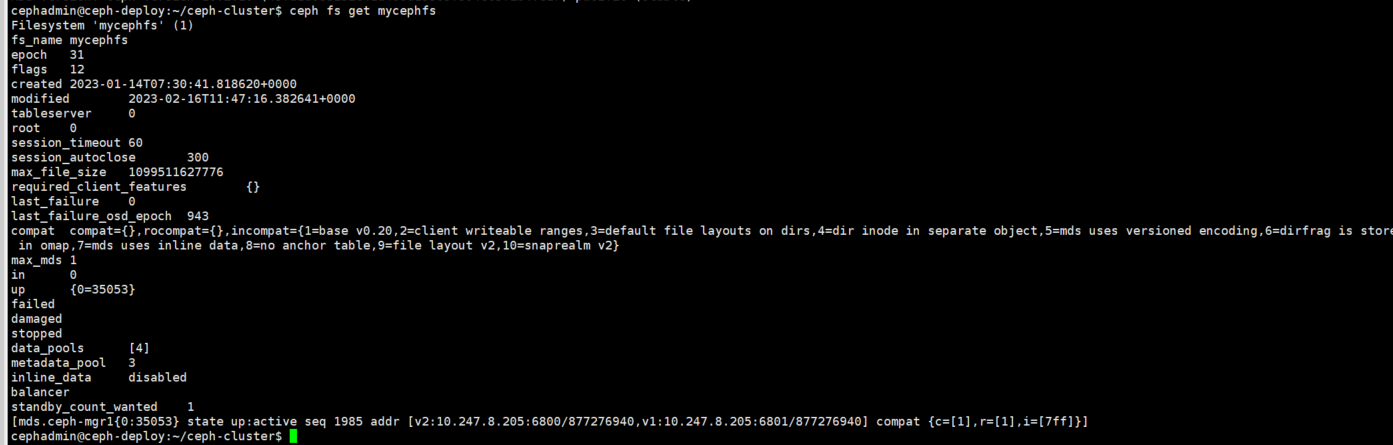 cephadmin@ceph-deploy:~/ceph-cluster$ ceph fs get mycephfs
Filesystem 'mycephfs' (1)
fs_name mycephfs
epoch   31
flags   12
created 2023-01-14T07:30:41.818620+0000
modified        2023-02-16T11:47:16.382641+0000
tableserver     0
root    0
session_timeout 60
session_autoclose       300
max_file_size   1099511627776
required_client_features        {}
last_failure    0
last_failure_osd_epoch  943
compat  compat={},rocompat={},incompat={1=base v0.20,2=client writeable ranges,3=default file layouts on dirs,4=dir inode in separate object,5=mds uses versioned encoding,6=dirfrag is store
 in omap,7=mds uses inline data,8=no anchor table,9=file layout v2,10=snaprealm v2}
max_mds 1
in      0
up      {0=35053}
failed
damaged
stopped
data_pools      [4]
metadata_pool   3
inline_data     disabled
balancer
standby_count_wanted    1
[mds.ceph-mgr1{0:35053} state up:active seq 1985 addr [v2:10.247.8.205:6800/877276940,v1:10.247.8.205:6801/877276940] compat {c=[1],r=[1],i=[7ff]}]
cephadmin@ceph-deploy:~/ceph-cluster$